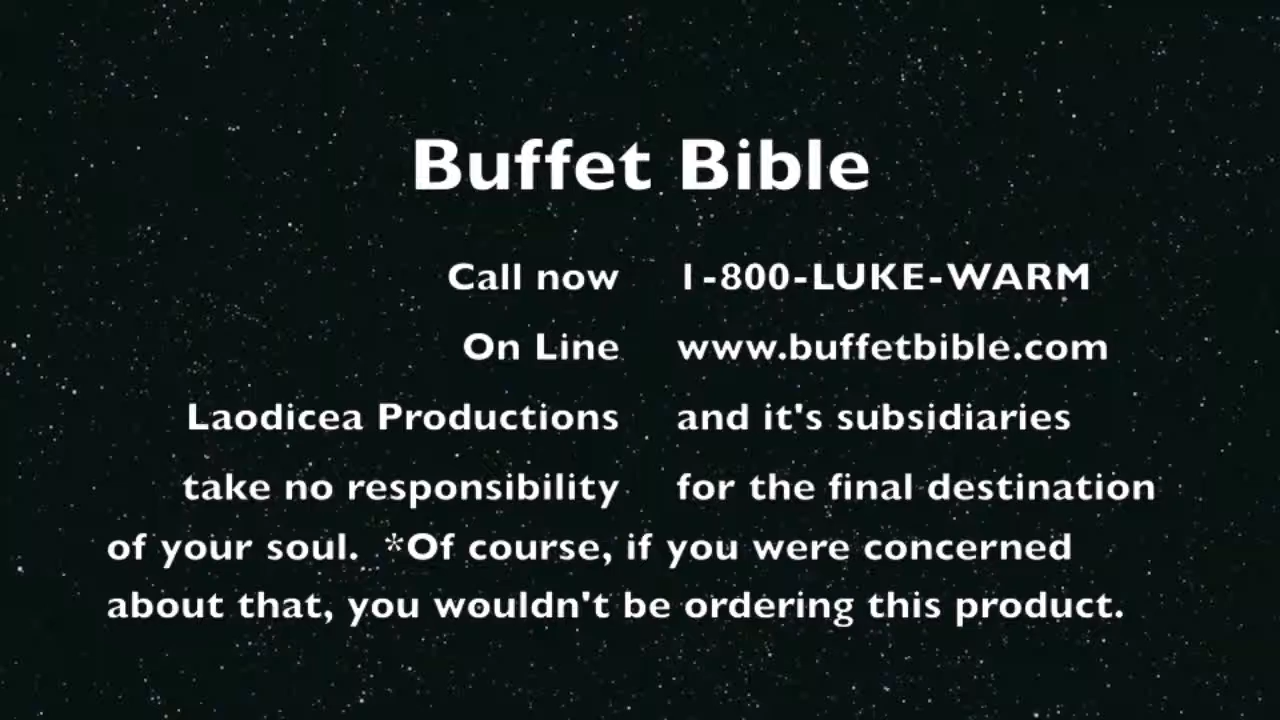 Buffet Bible
Call now 1-800-LUKE-WARM
On Line www.buffetbible.com
Laodicea Productions and it's subsidiaries
take no responsibility for the final destination
of your soul. *Of course, if you were concerned
about that, you wouldn't be ordering this product.